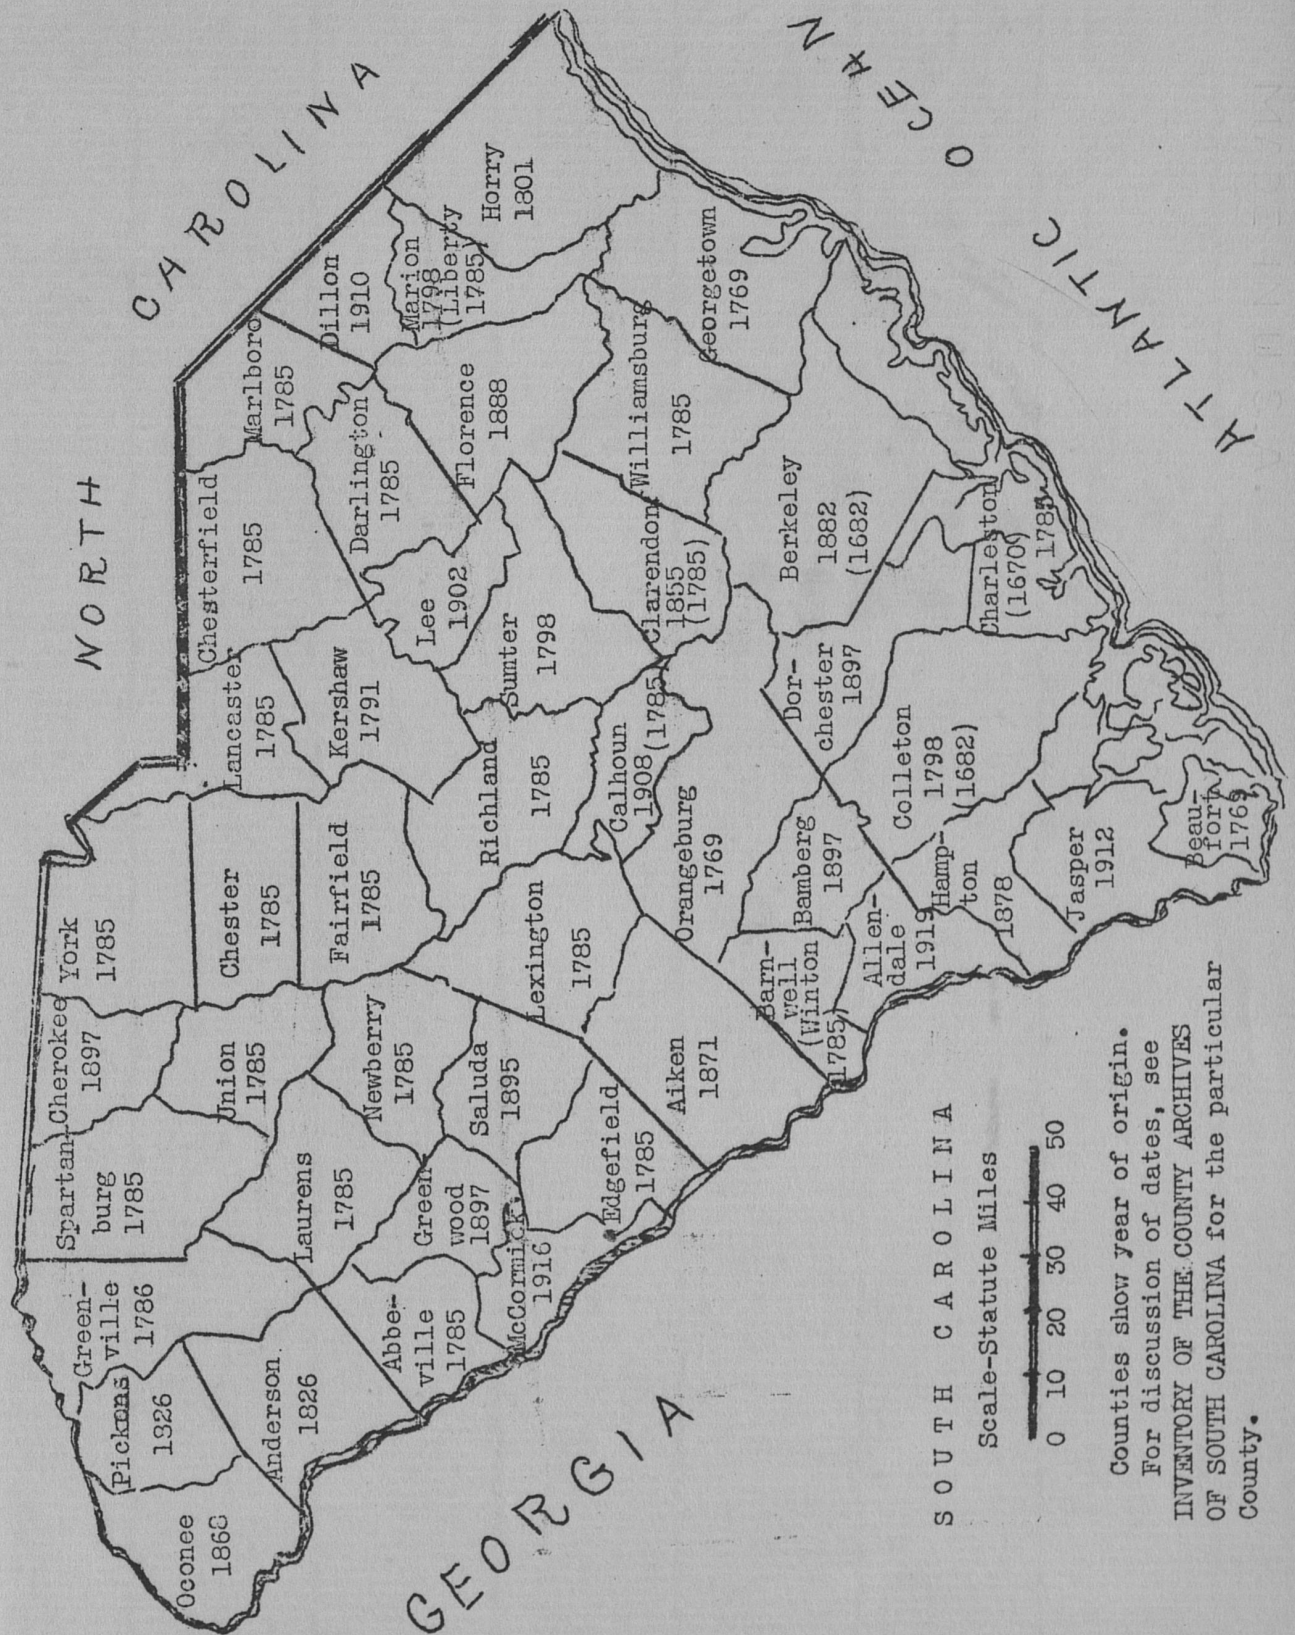 NORTH
CAROLINA
ATLANTIC
OCEAN
GEORGIA
Oconee
186
Pickens
1326
Green-
ville
1786
Anderson
1826
Spartan-
burg
1785
Cherokee
1897
York
1785
Union
1785
Chester
1785
Lancaster
1785
Chesterfield
1785
Marlboro
1785
Dillon
1910
Marion
1798
(Liberty
1785)
Horry
1801
Darlington
1785
Florence
1888
Lee
1902
Kershaw
1791
Fairfield
1785
Laurens
1785
Newberry
1785
Abbe-
ville
1785
Green
wood
1897
McCormick
1916
Saluda
1895
Edgefield
1785
Lexington
1785
Richland
1785
Sumter
1798
Clarendon
1855
(1785)
Williamsburg
1785
Georgetown
1769
Calhoun
1908(1785)
Orangeburg
1769
Aiken
1871
Barn-
well
(Winton
1785)
Bamberg
1897
Allen-
dale
1919
Dor-
chester
1897
Berkeley
1882
(1682)
Charleston
(1670)
1785
Colleton
1798
(1682)
Hamp-
ton
1878
Jasper
1912
Beau-
fort
1769
SOUTH CAROLINA
Scale-Statute Miles
0 10 20 30 40 50
Counties show year of origin.
For discussion of dates, see
INVENTORY OF THE COUNTY ARCHIVES
OF SOUTH CAROLINA for the particular
County.